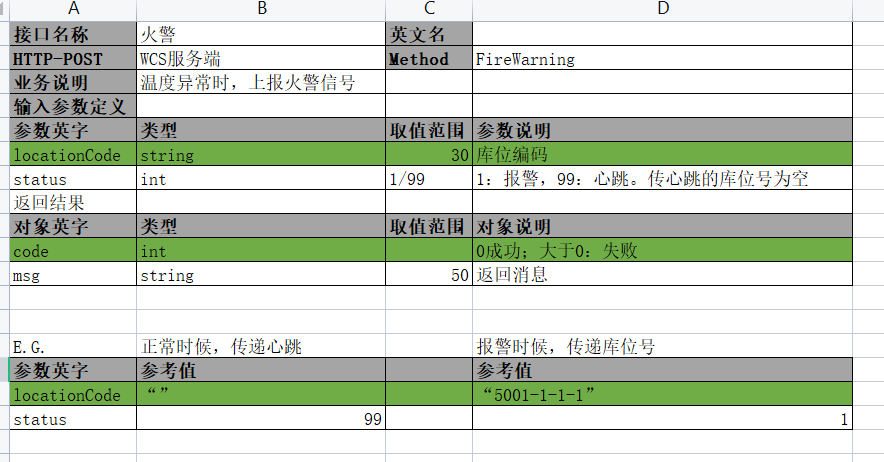 A B C D
接口名称 火警 英文名
HTTP-POST WCS服务端 Method FireWarning
业务说明 温度异常时，上报火警信号
输入参数定义
参数英字 类型 取值范围 参数说明
locationCode string 30 库位编码
status int 1/99 1：报警，99：心跳。传心跳的库位号为空
返回结果
对象英字 类型 取值范围 对象说明
code int 0成功；大于0：失败
msg string 50 返回消息
E.G. 正常时候，传递心跳 报警时候，传递库位号
参数英字 参考值 参考值
locationCode “” “5001-1-1-1”
status 99 1